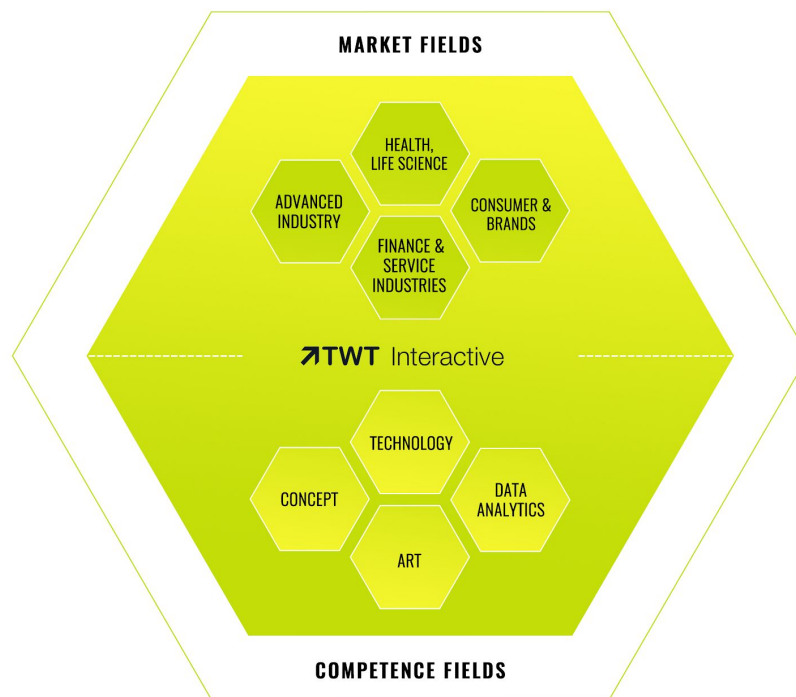 MARKET FIELDS
HEALTH,
LIFE SCIENCE
ADVANCED
INDUSTRY
CONSUMER &
BRANDS
FINANCE &
SERVICE
INDUSTRIES
TWT Interactive
TECHNOLOGY
CONCEPT
DATA
ANALYTICS
ART
COMPETENCE FIELDS